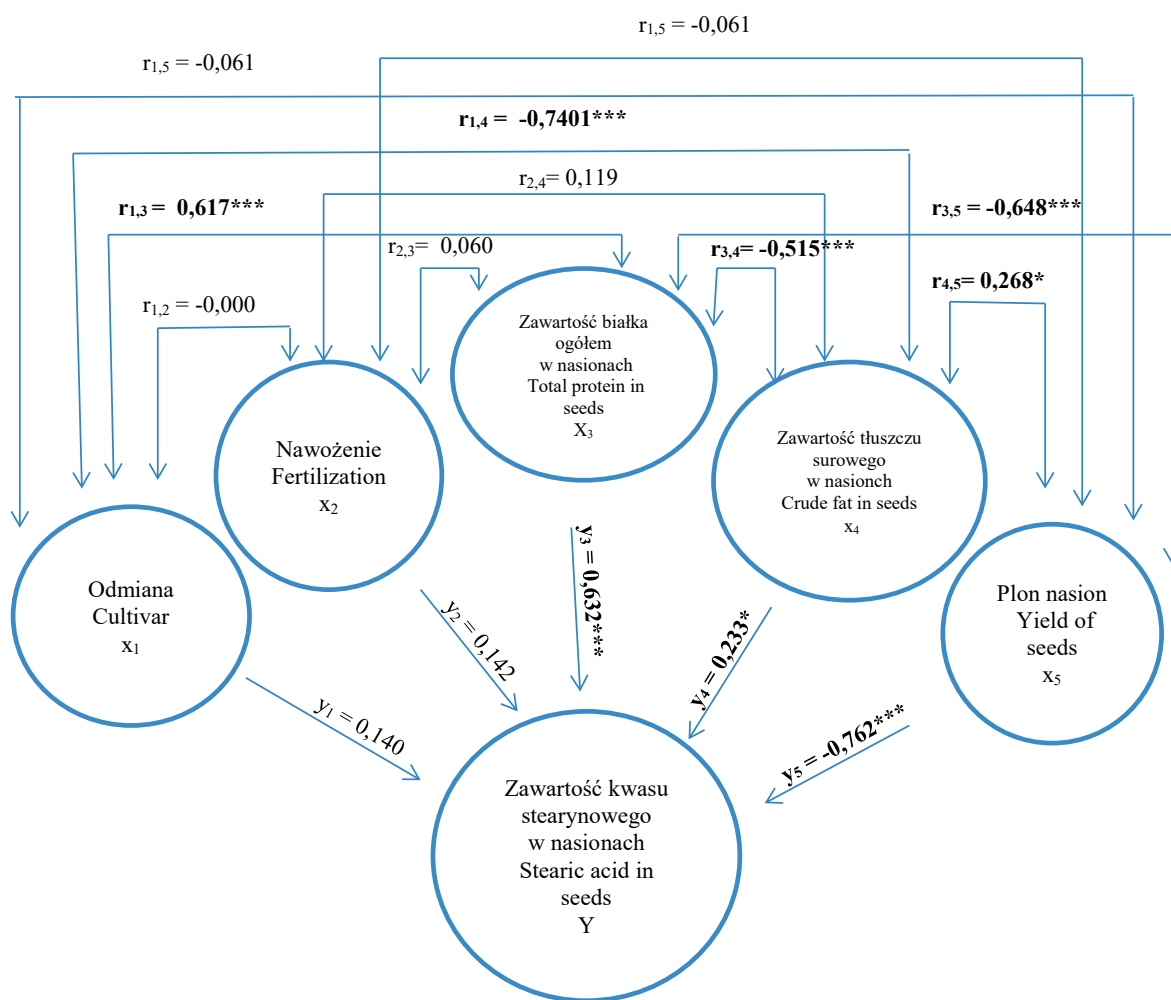 r1,5 = -0,061
r1,5 = -0,061
r1,4 = -0,7401***
r2,4= 0,119
r1,3 = 0,617***
r3,5 = -0,648***
r2,3= 0,060
r3,4= -0,515***
r4,5= 0,268*
r1,2 = -0,000
Zawartość białka
ogółem
w nasionach
Total protein in
seeds
X3
Nawożenie
Fertilization
x2
Zawartość tłuszczu
surowego
w nasionch
Crude fat in seeds
x4
Odmiana
Cultivar
x1
Plon nasion
Yield of
seeds
x5
y1 = 0,140
y2 = 0,142
y3 = 0,632***
y4 = 0,233*
y5 = -0,762***
Zawartość kwasu
stearynowego
w nasionach
Stearic acid in
seeds
Y